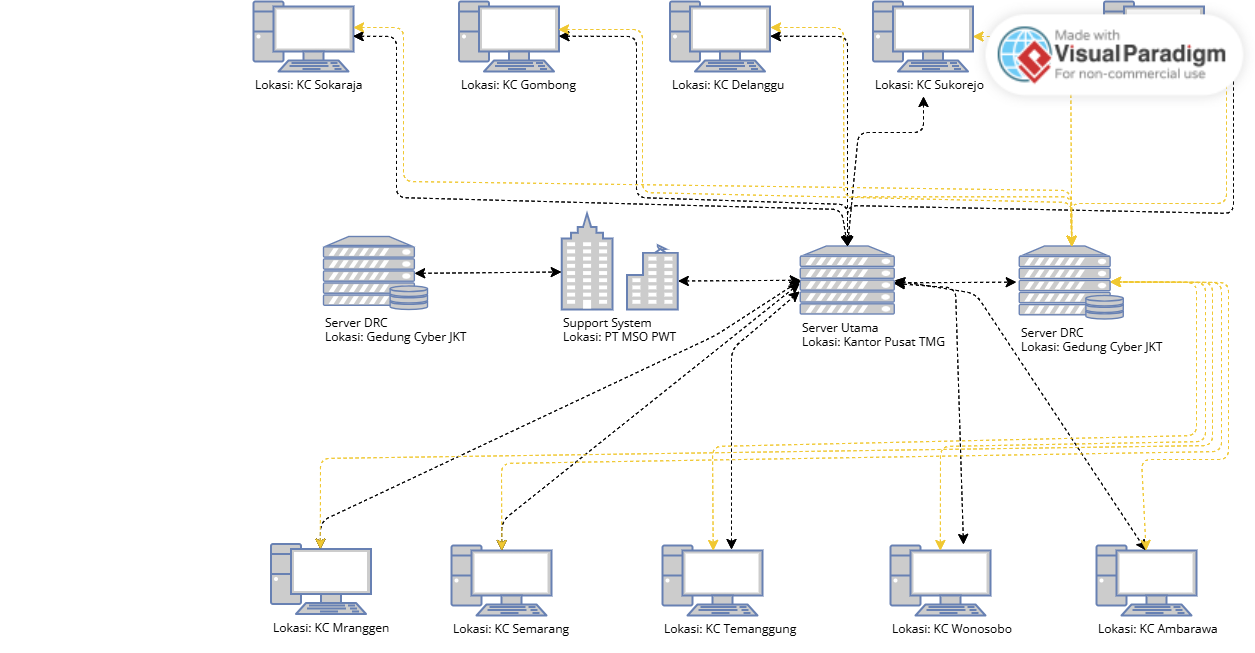 Made with
VisualParadigm
For non-commercial use
Lokasi: KC Sokaraja
Lokasi: KC Gombong
Lokasi: KC Delanggu
Lokasi: KC Sukorejo
Server DRC
Lokasi: Gedung Cyber JKT
Support System
Lokasi: PT MSO PWT
Server Utama
Lokasi: Kantor Pusat TMG
Server DRC
Lokasi: Gedung Cyber JKT
Lokasi: KC Mranggen
Lokasi: KC Semarang
Lokasi: KC Temanggung
Lokasi: KC Wonosobo
Lokasi: KC Ambarawa